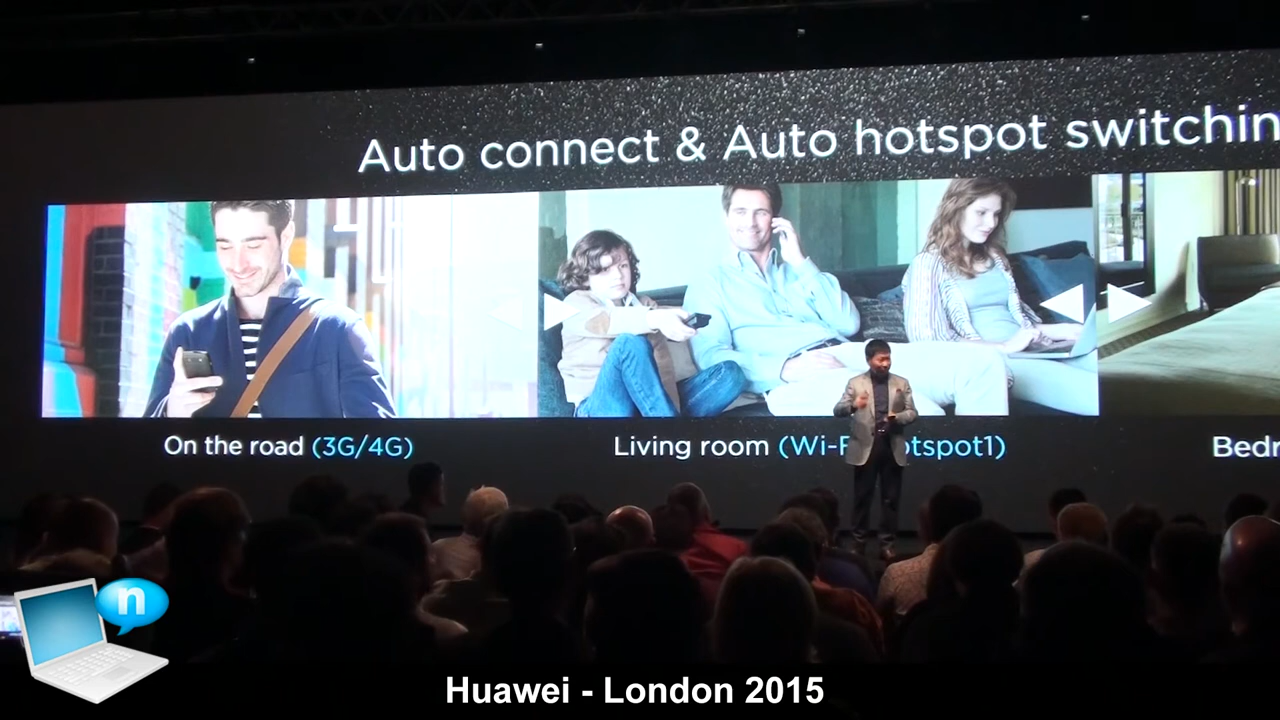 Auto connect & Auto hotspot switchin
On the road (3G/4G)
Living room (Wi-F otspot1)
Bedr
n
Huawei - London 2015